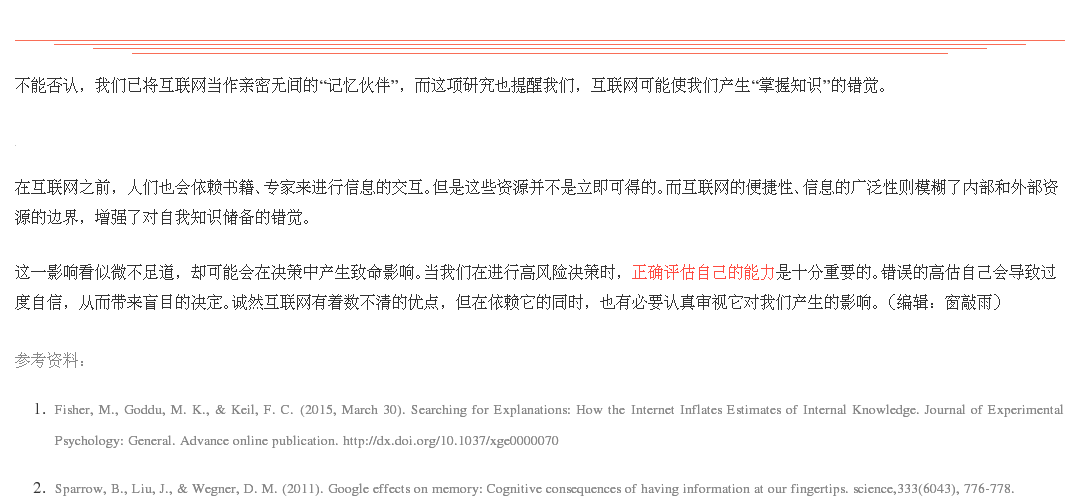 不能否认，我们已将互联网当作亲密无间的“记忆伙伴”，而这项研究也提醒我们，互联网可能使我们产生“掌握知识”的错觉。
在互联网之前，人们也会依赖书籍、专家来进行信息的交互。但是这些资源并不是立即可得的。而互联网的便捷性、信息的广泛性则模糊了内部和外部资
源的边界，增强了对自我知识储备的错觉。
这一影响看似微不足道，却可能会在决策中产生致命影响。当我们在进行高风险决策时，正确评估自己的能力是十分重要的。错误的高估自己会导致过
度自信，从而带来盲目的决定。诚然互联网有着数不清的优点，但在依赖它的同时，也有必要认真审视它对我们产生的影响。（编辑：窗敲雨）
参考资料：
1. Fisher, M., Goddu, M. K., & Keil, F. C. (2015, March 30). Searching for Explanations: How the Internet Inflates Estimates of Internal Knowledge. Journal of Experimental
Psychology: General. Advance online publication. http://dx.doi.org/10.1037/xge0000070
2. Sparrow, B., Liu, J., & Wegner, D. M. (2011). Google effects on memory: Cognitive consequences of having information at our fingertips. science,333(6043), 776-778.